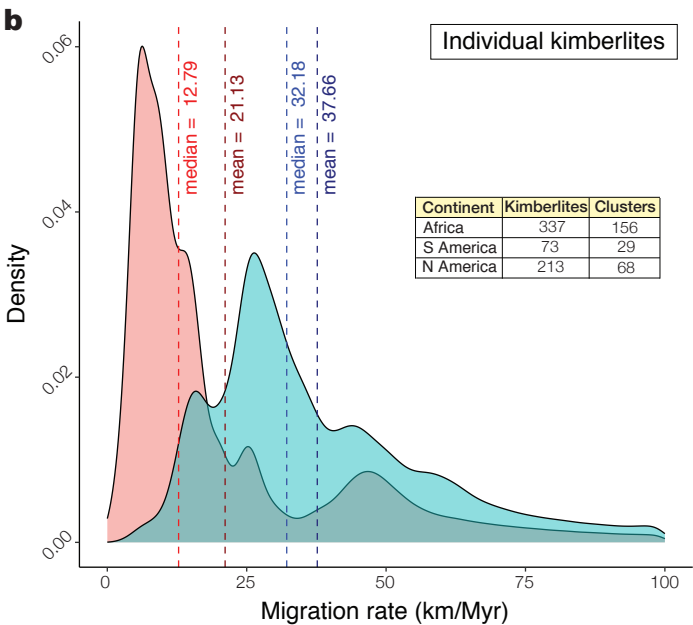 b
Individual kimberlites
0.06
0.04
0.02
0.00
Density
median = 12.79
mean = 21.13
median = 32.18
mean = 37.66
Continent Kimberlites Clusters
Africa 337 156
S America 73 29
N America 213 68
0 25 50 75 100
Migration rate (km/Myr)